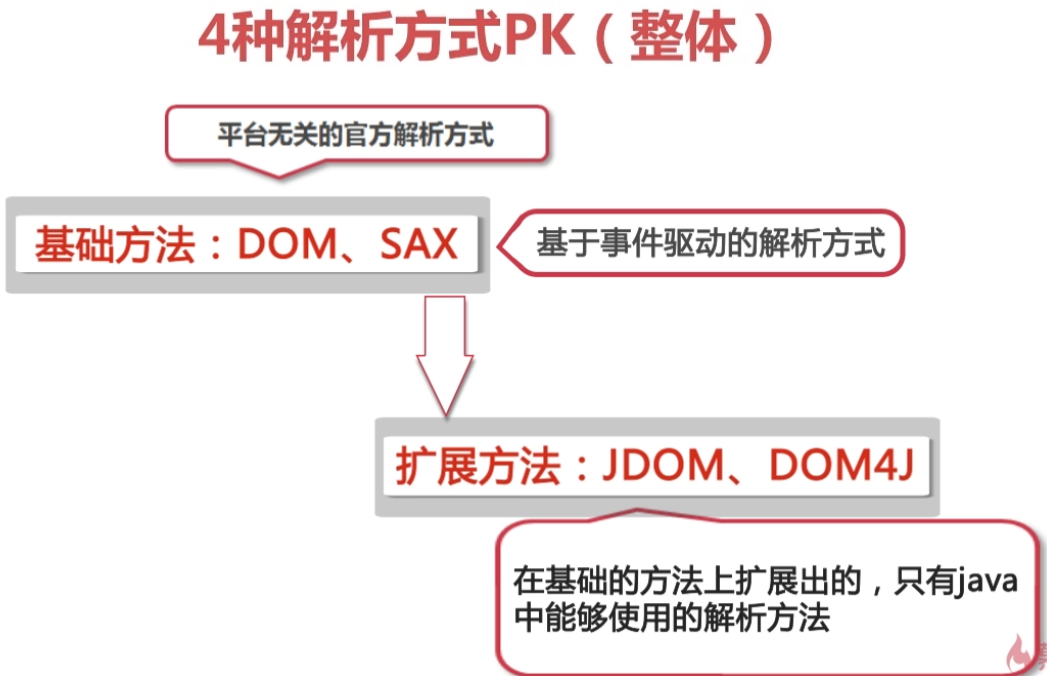 4种解析方式PK（整体）
平台无关的官方解析方式
基础方法：DOM、SAX
基于事件驱动的解析方式
扩展方法：JDOM、DOM4J
在基础的方法上扩展出的，只有java
中能够使用的解析方法